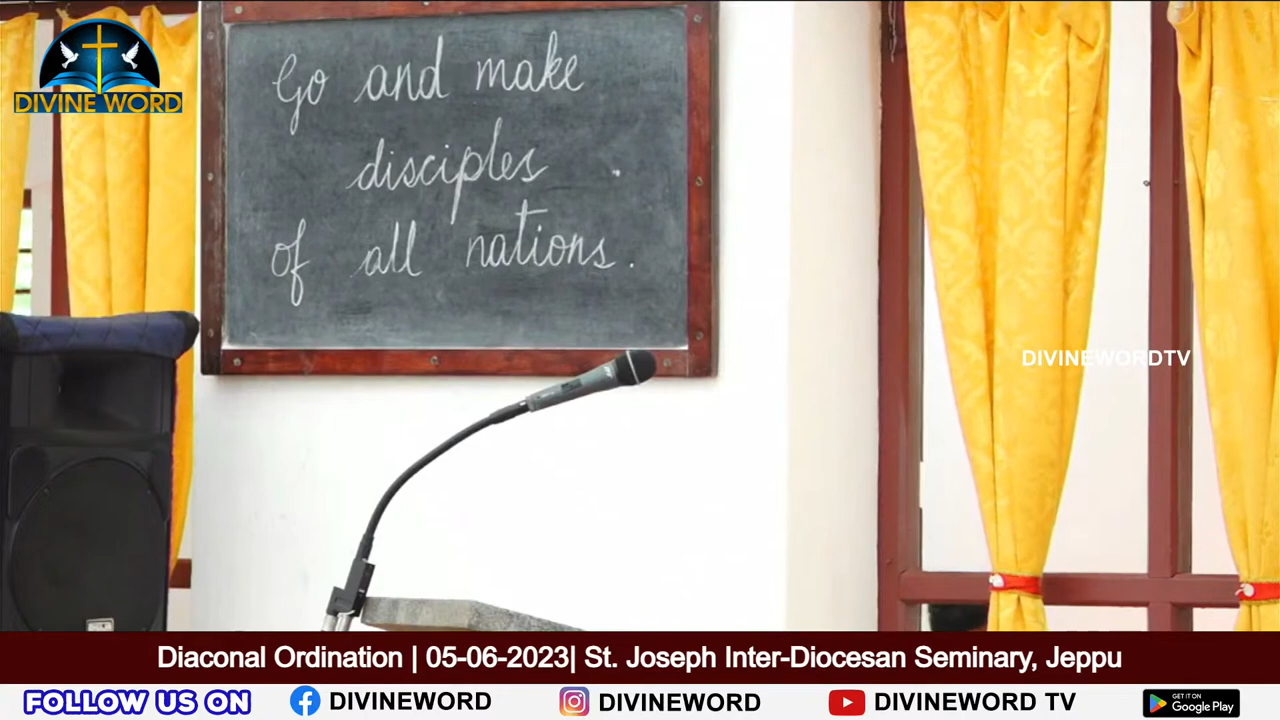 DIVINE WORD
Go and make
disciples
of all nations.
DIVINEWORDTV
Diaconal Ordination | 05-06-2023| St. Joseph Inter-Diocesan Seminary, Jeppu
FOLLOW US ON
DIVINEWORD
DIVINEWORD
DIVINEWORD TV
GET IT ON
Google Play